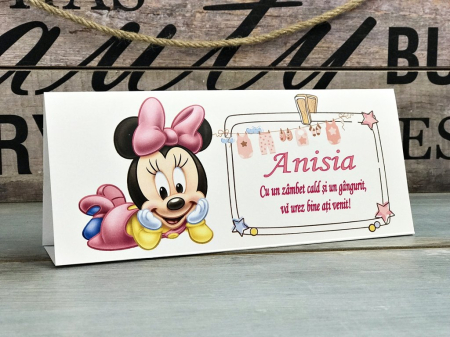 Anisia
Cu un zâmbet cald și un gângurit,
vă urez bine ați venit!